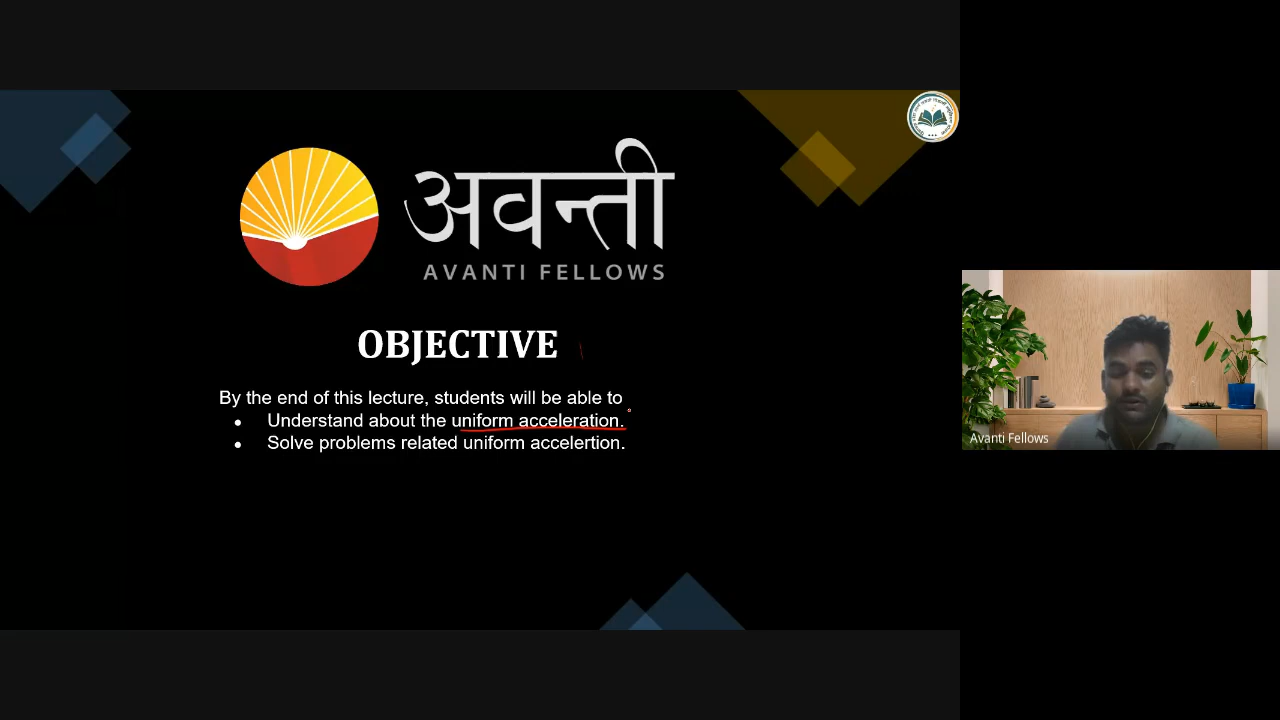 अवन्ती
AVANTI FELLOWS
OBJECTIVE
By the end of this lecture, students will be able to
● Understand about the uniform acceleration.
● Solve problems related uniform accelertion.
Avanti Fellows